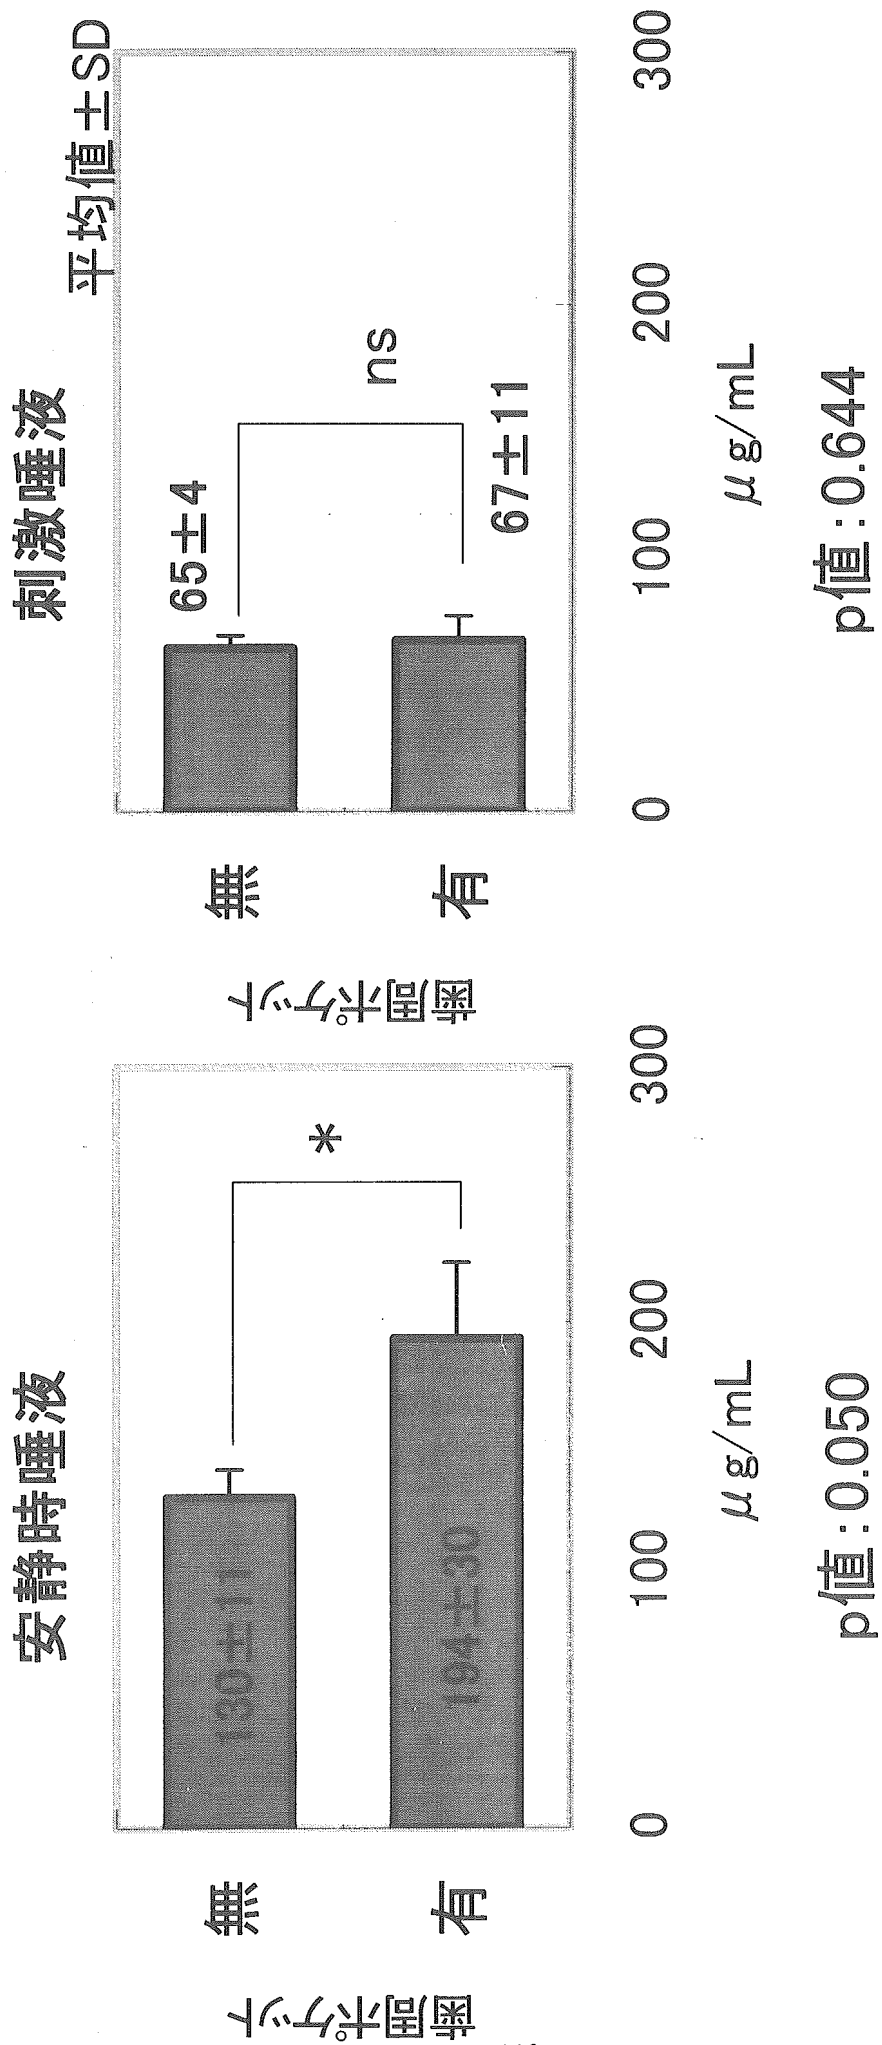 安静時唾液
歯周ポケット
無
130±11
有
194±30
*
0 100 200 300
μg/mL
p値:0.050
刺激唾液
平均値±SD
歯周ポケット
無
65±4
有
67±11
ns
0 100 200 300
μg/mL
p値:0.644